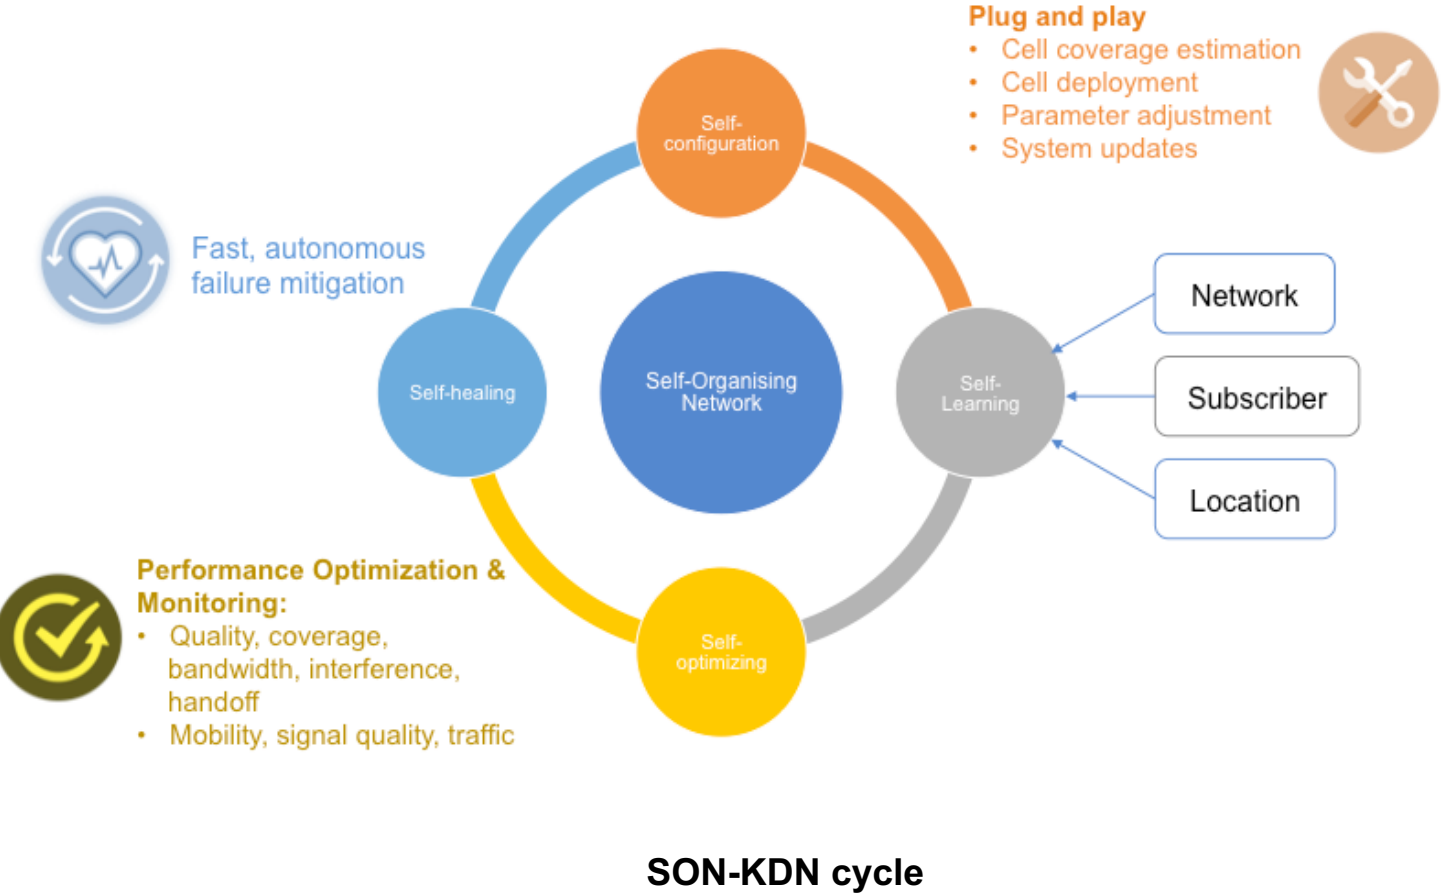 Plug and play
• Cell coverage estimation
• Cell deployment
• Parameter adjustment
• System updates
Self-
configuration
Fast, autonomous
failure mitigation
Self-healing
Self-Organising
Network
Self-
Learning
Network
Subscriber
Location
Performance Optimization &
Monitoring:
• Quality, coverage,
bandwidth, interference,
handoff
• Mobility, signal quality, traffic
Self-
optimizing
SON-KDN cycle